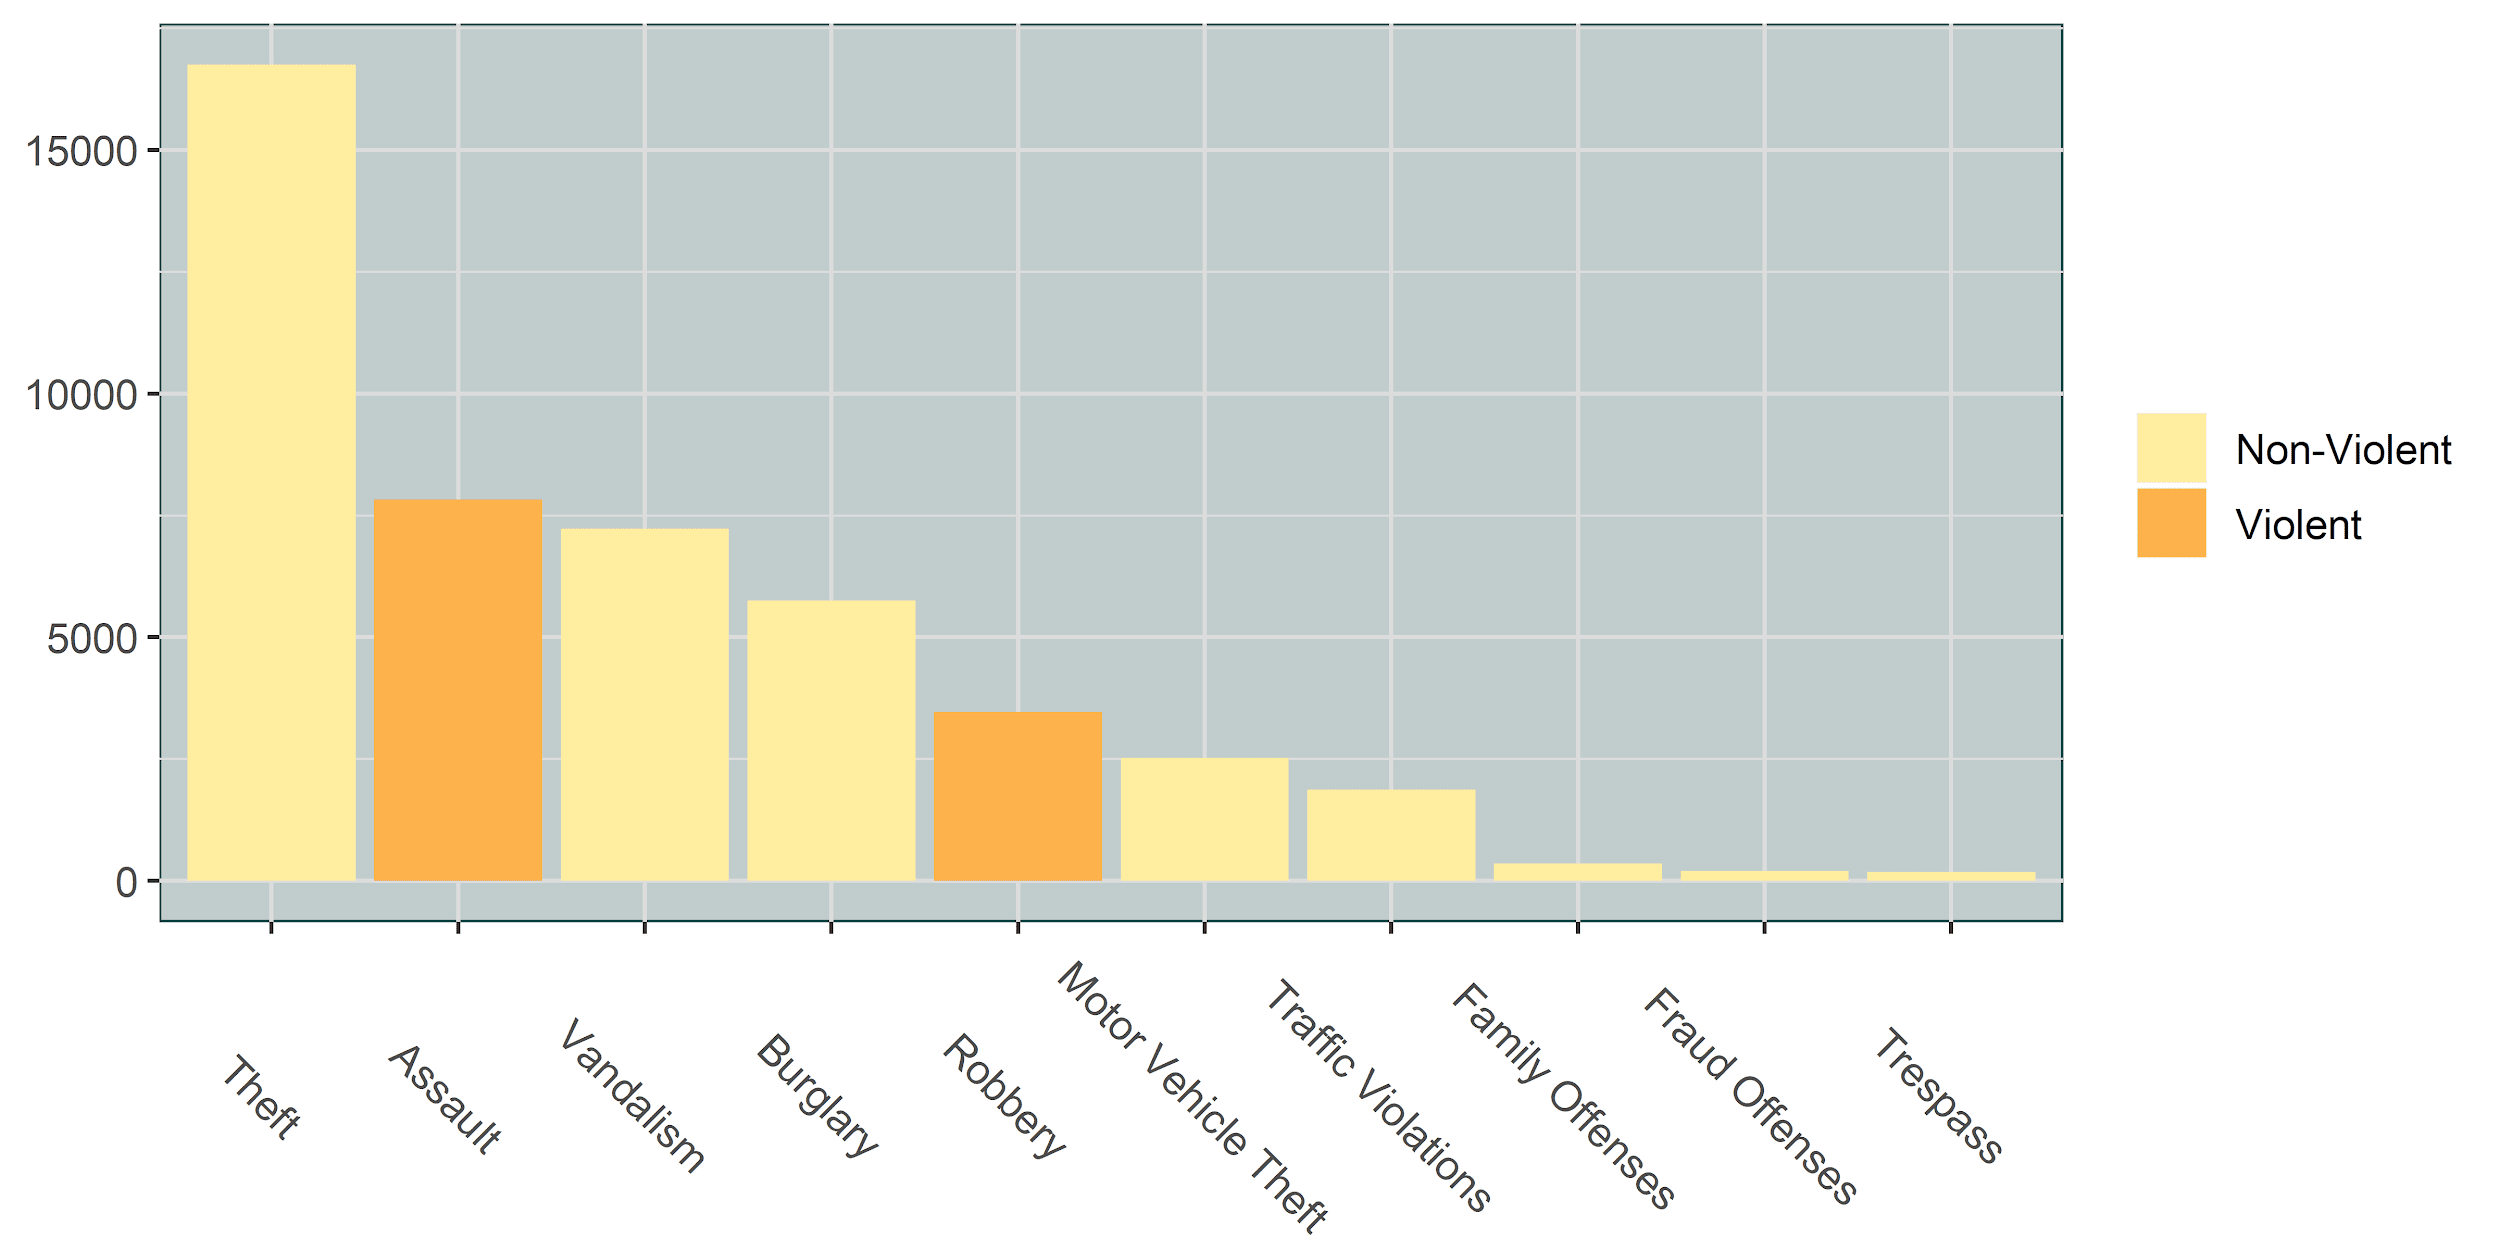 15000
10000
5000
0
Theft
Assault
Vandalism
Burglary
Robbery
Motor Vehicle Theft
Traffic Violations
Family Offenses
Fraud Offenses
Trespass
Non-Violent
Violent